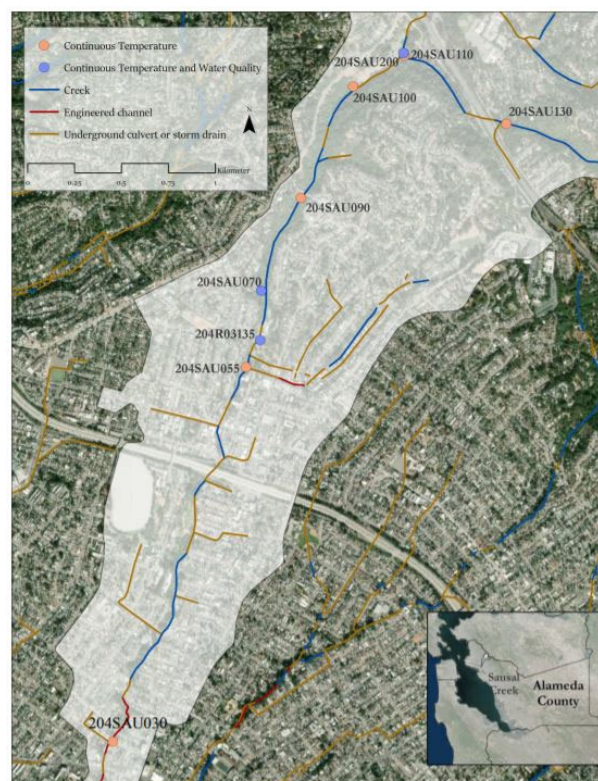 Continuous Temperature
Continuous Temperature and Water Quality
Creek
Engineered channel
Underground culvert or storm drain
N
0 0.25 0.5 0.75 1
Kilometer
204SAU200
204SAU110
204SAU100
204SAU130
204SAU090
204SAU070
204R03135
204SAU055
204SAU030
Sausal
Creek
Alameda
County